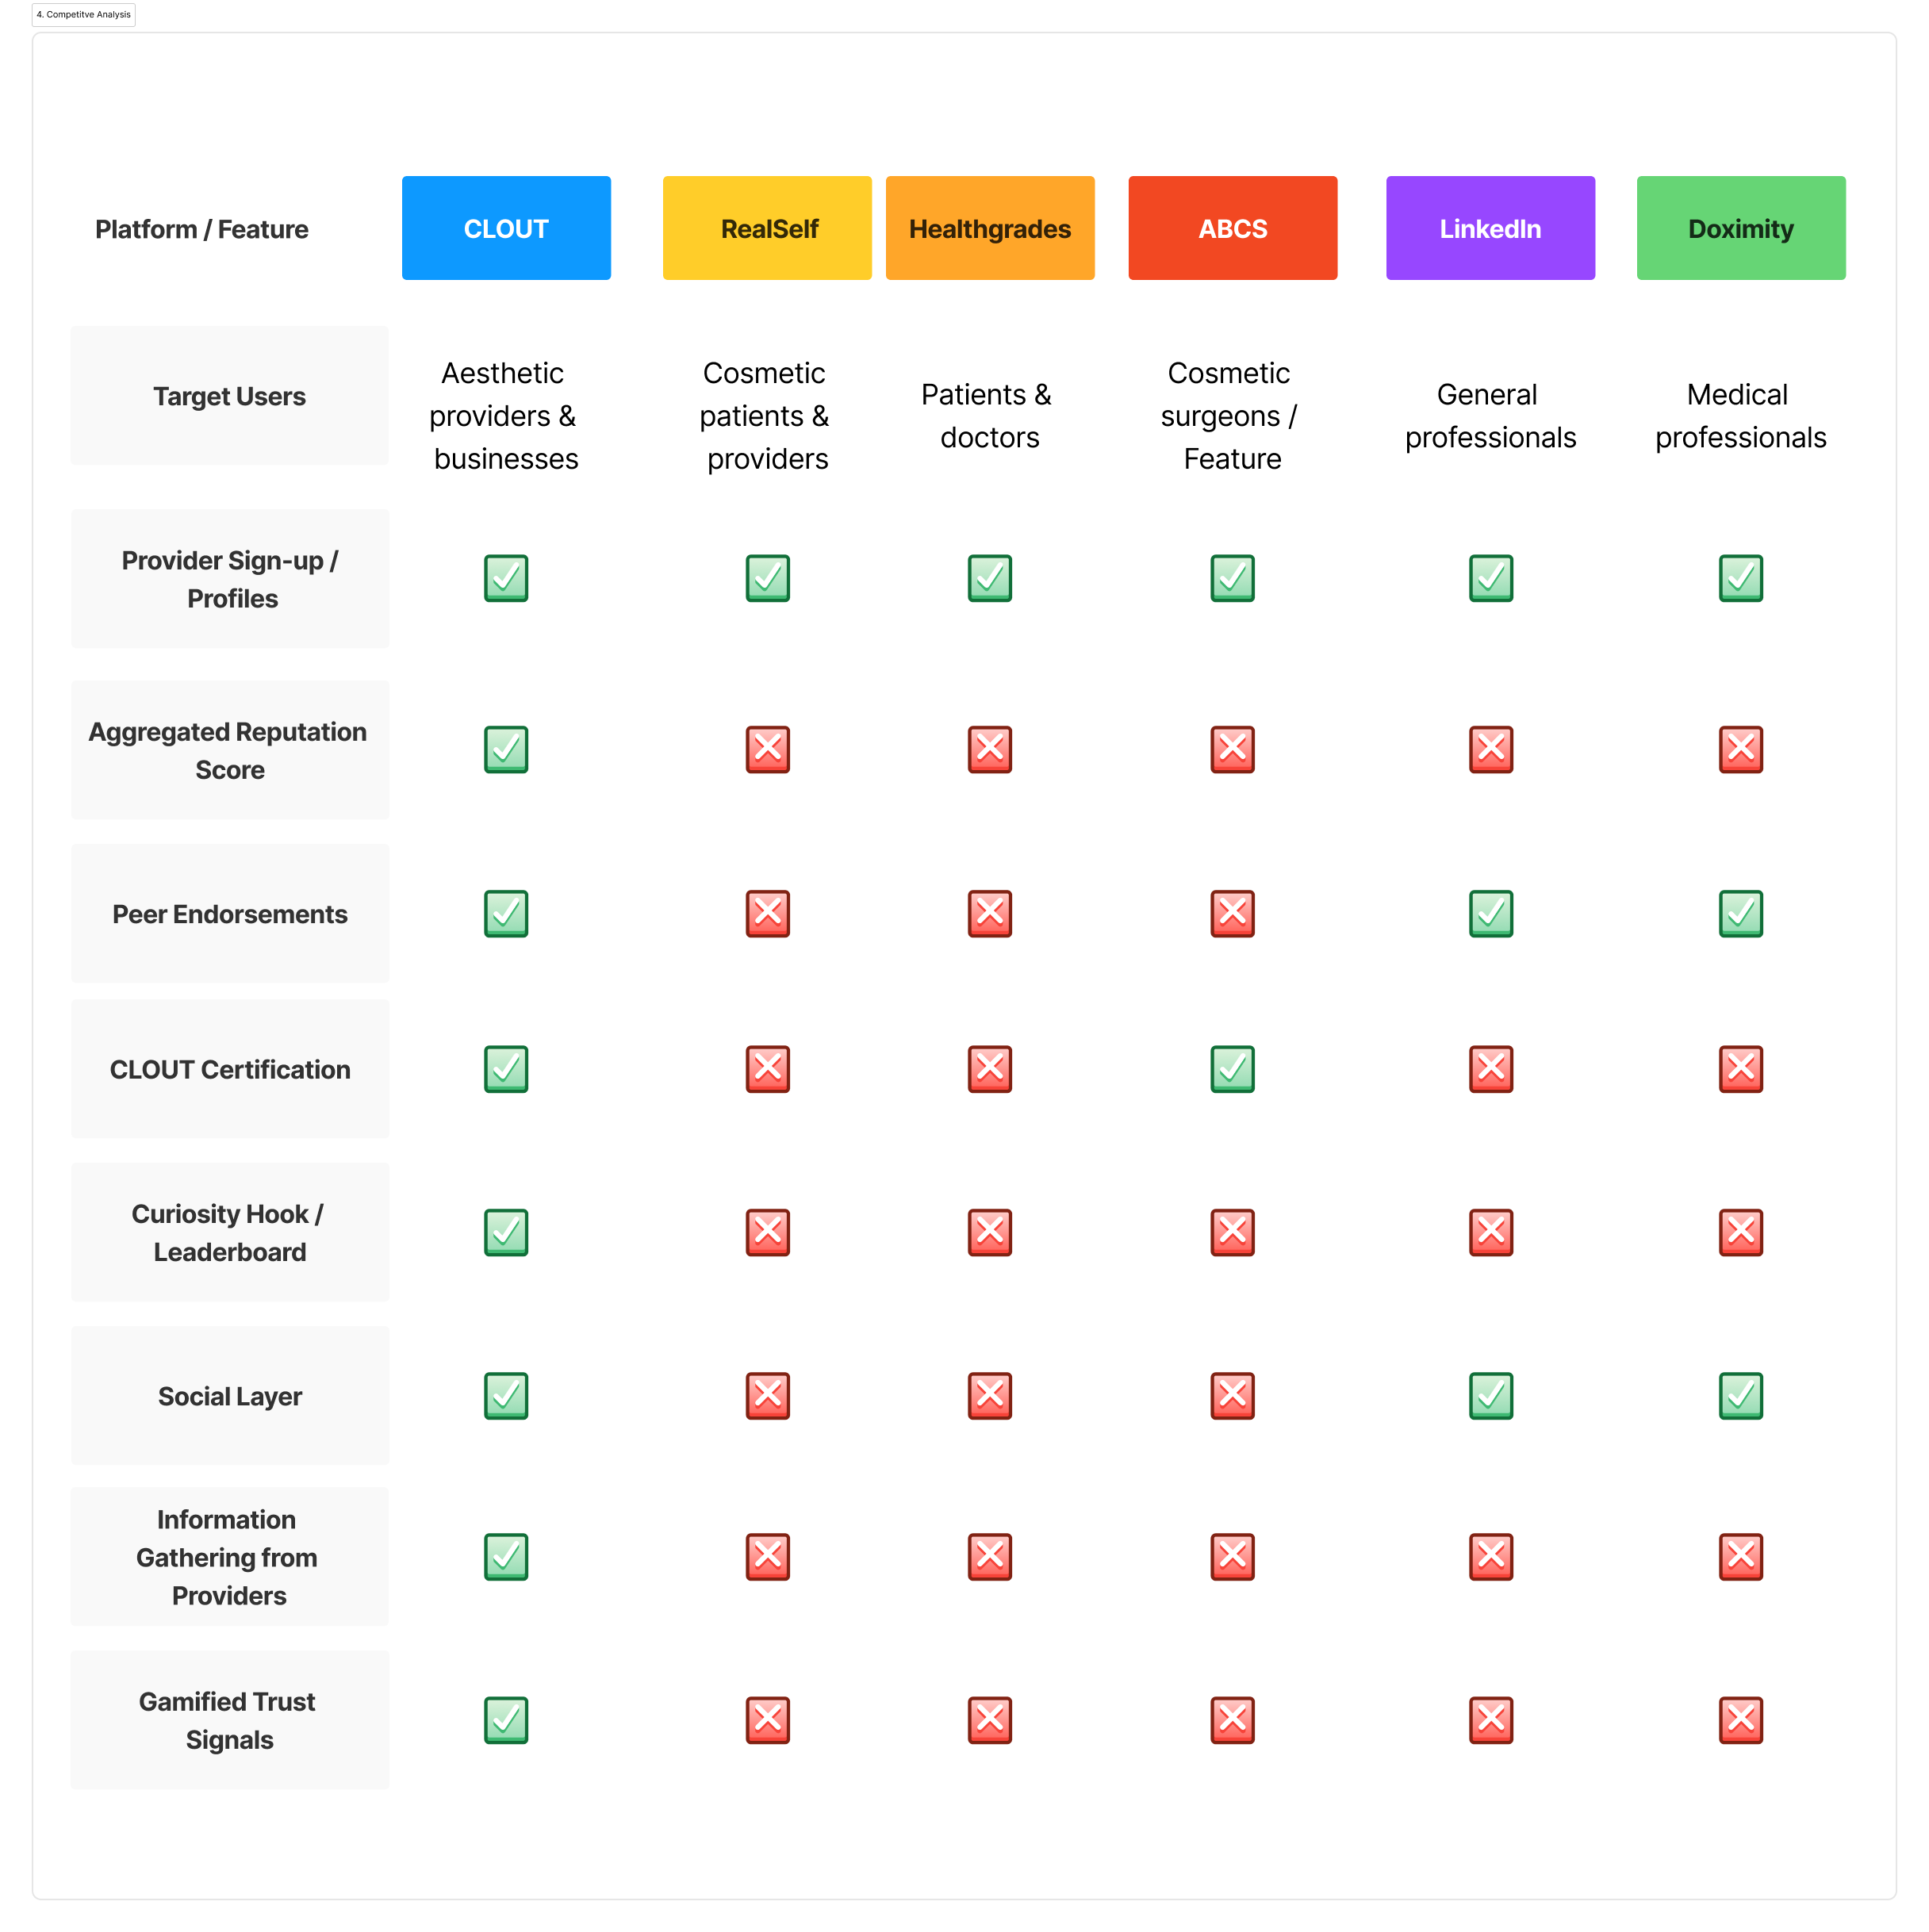 4. Competitve Analysis
Platform / Feature
CLOUT
RealSelf
Healthgrades
ABCS
LinkedIn
Doximity
Target Users
Aesthetic
providers &
businesses
Cosmetic
patients &
providers
Patients &
doctors
Cosmetic
surgeons /
Feature
General
professionals
Medical
professionals
Provider Sign-up /
Profiles
Aggregated Reputation
Score
Peer Endorsements
CLOUT Certification
Curiosity Hook /
Leaderboard
Social Layer
Information
Gathering from
Providers
Gamified Trust
Signals